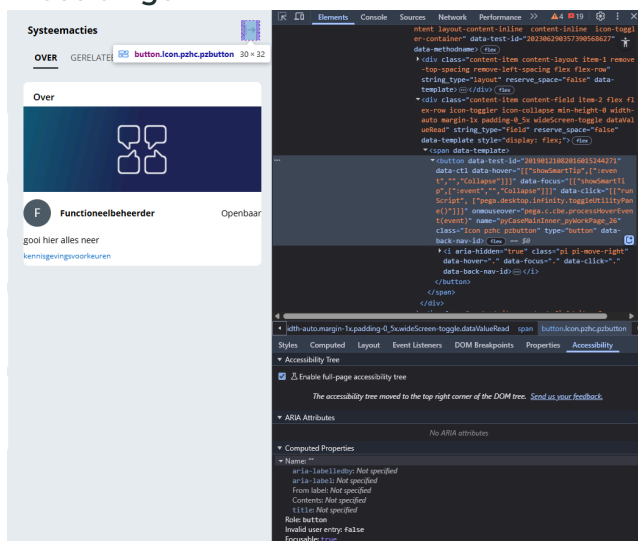 Systeemacties
OVER GERELATEE
button.Icon.pzhc.pzbutton 30 × 32
Over
F Functioneelbeheerder Openbaar
gooi hier alles neer
kennisgevingsvoorkeuren
Elements Console Sources Network Performance 4 19
ntent layout-content-inline content-inline icon-toggl
er-container" data-test-id="202306290357390568627"
data-methodname> flex
<div class="content-item content-layout item-1 remove
-top-spacing remove-left-spacing flex flex-row"
string_type="layout" reserve_space="false" data-
template> </div> flex
<div class="content-item content-field item-2 flex fl
ex-row icon-toggler icon-collapse min-height-0 width-
auto margin-1x padding-0_5x wideScreen-toggle dataVal
ueRead" string_type="field" reserve_space="false"
data-template style="display: flex;"> flex
<span data-template>
<button data-test-id="20190121082016015244271"
data-ctl data-hover="[["showSmartTip",[":even
t","","Collapse"]]]" data-focus="[["showSmartTi
p",[":event","","Collapse"]]]" data-click="[["run
Script", ["pega.desktop.infinity.toggleUtilityPan
e()"]]]" onmouseover="pega.c.cbe.processHoverEven
t(event)" name="pyCaseMainInner_pyWorkPage_26"
class="Icon pzhc pzbutton" type="button" data-
back-nav-id> flex == $0
<i aria-hidden="true" class="pi pi-move-right"
data-hover="." data-focus="." data-click="."
data-back-nav-id> </i>
</button>
</span>
</div>
idth-auto.margin-1x.padding-0_5x.wideScreen-toggle.dataValueRead span button.Icon.pzhc.pzbutton
Styles Computed Layout Event Listeners DOM Breakpoints Properties Accessibility
Accessibility Tree
Enable full-page accessibility tree
The accessibility tree moved to the top right corner of the DOM tree. Send us your feedback.
ARIA Attributes
No ARIA attributes
Computed Properties
Name: ""
aria-labelledby: Not specified
aria-label: Not specified
From label: Not specified
Contents: Not specified
title: Not specified
Role: button
Invalid user entry: false
Focusable: true